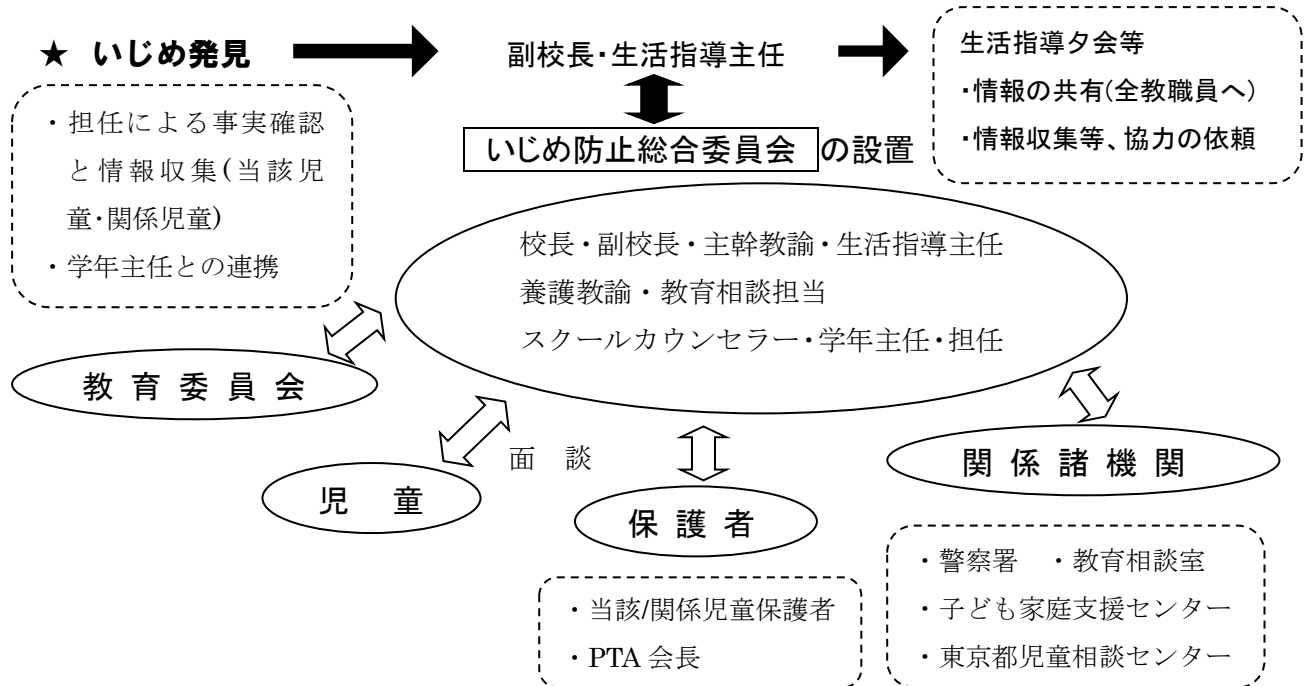 ★ いじめ発見
副校長・生活指導主任
生活指導夕会等
・情報の共有(全教職員へ)
・情報収集等、協力の依頼
・担任による事実確認
と情報収集(当該児
童・関係児童)
・学年主任との連携
いじめ防止総合委員会 の設置
校長・副校長・主幹教諭・生活指導主任
養護教諭・教育相談担当
スクールカウンセラー・学年主任・担任
教育委員会
児 童
面 談
保護者
関係諸機関
・当該/関係児童保護者
・PTA 会長
・警察署 ・教育相談室
・子ども家庭支援センター
・東京都児童相談センター